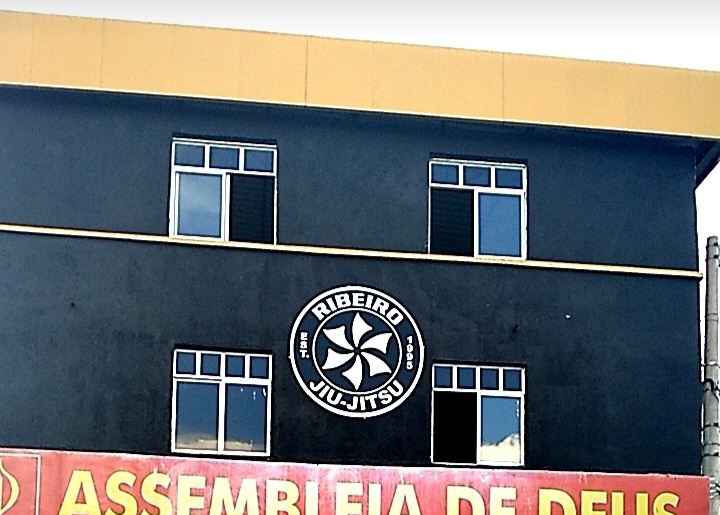 RIBEIRO
EST. 1995
JIU-JITSU
ASSEMBLEIA DE DEUS